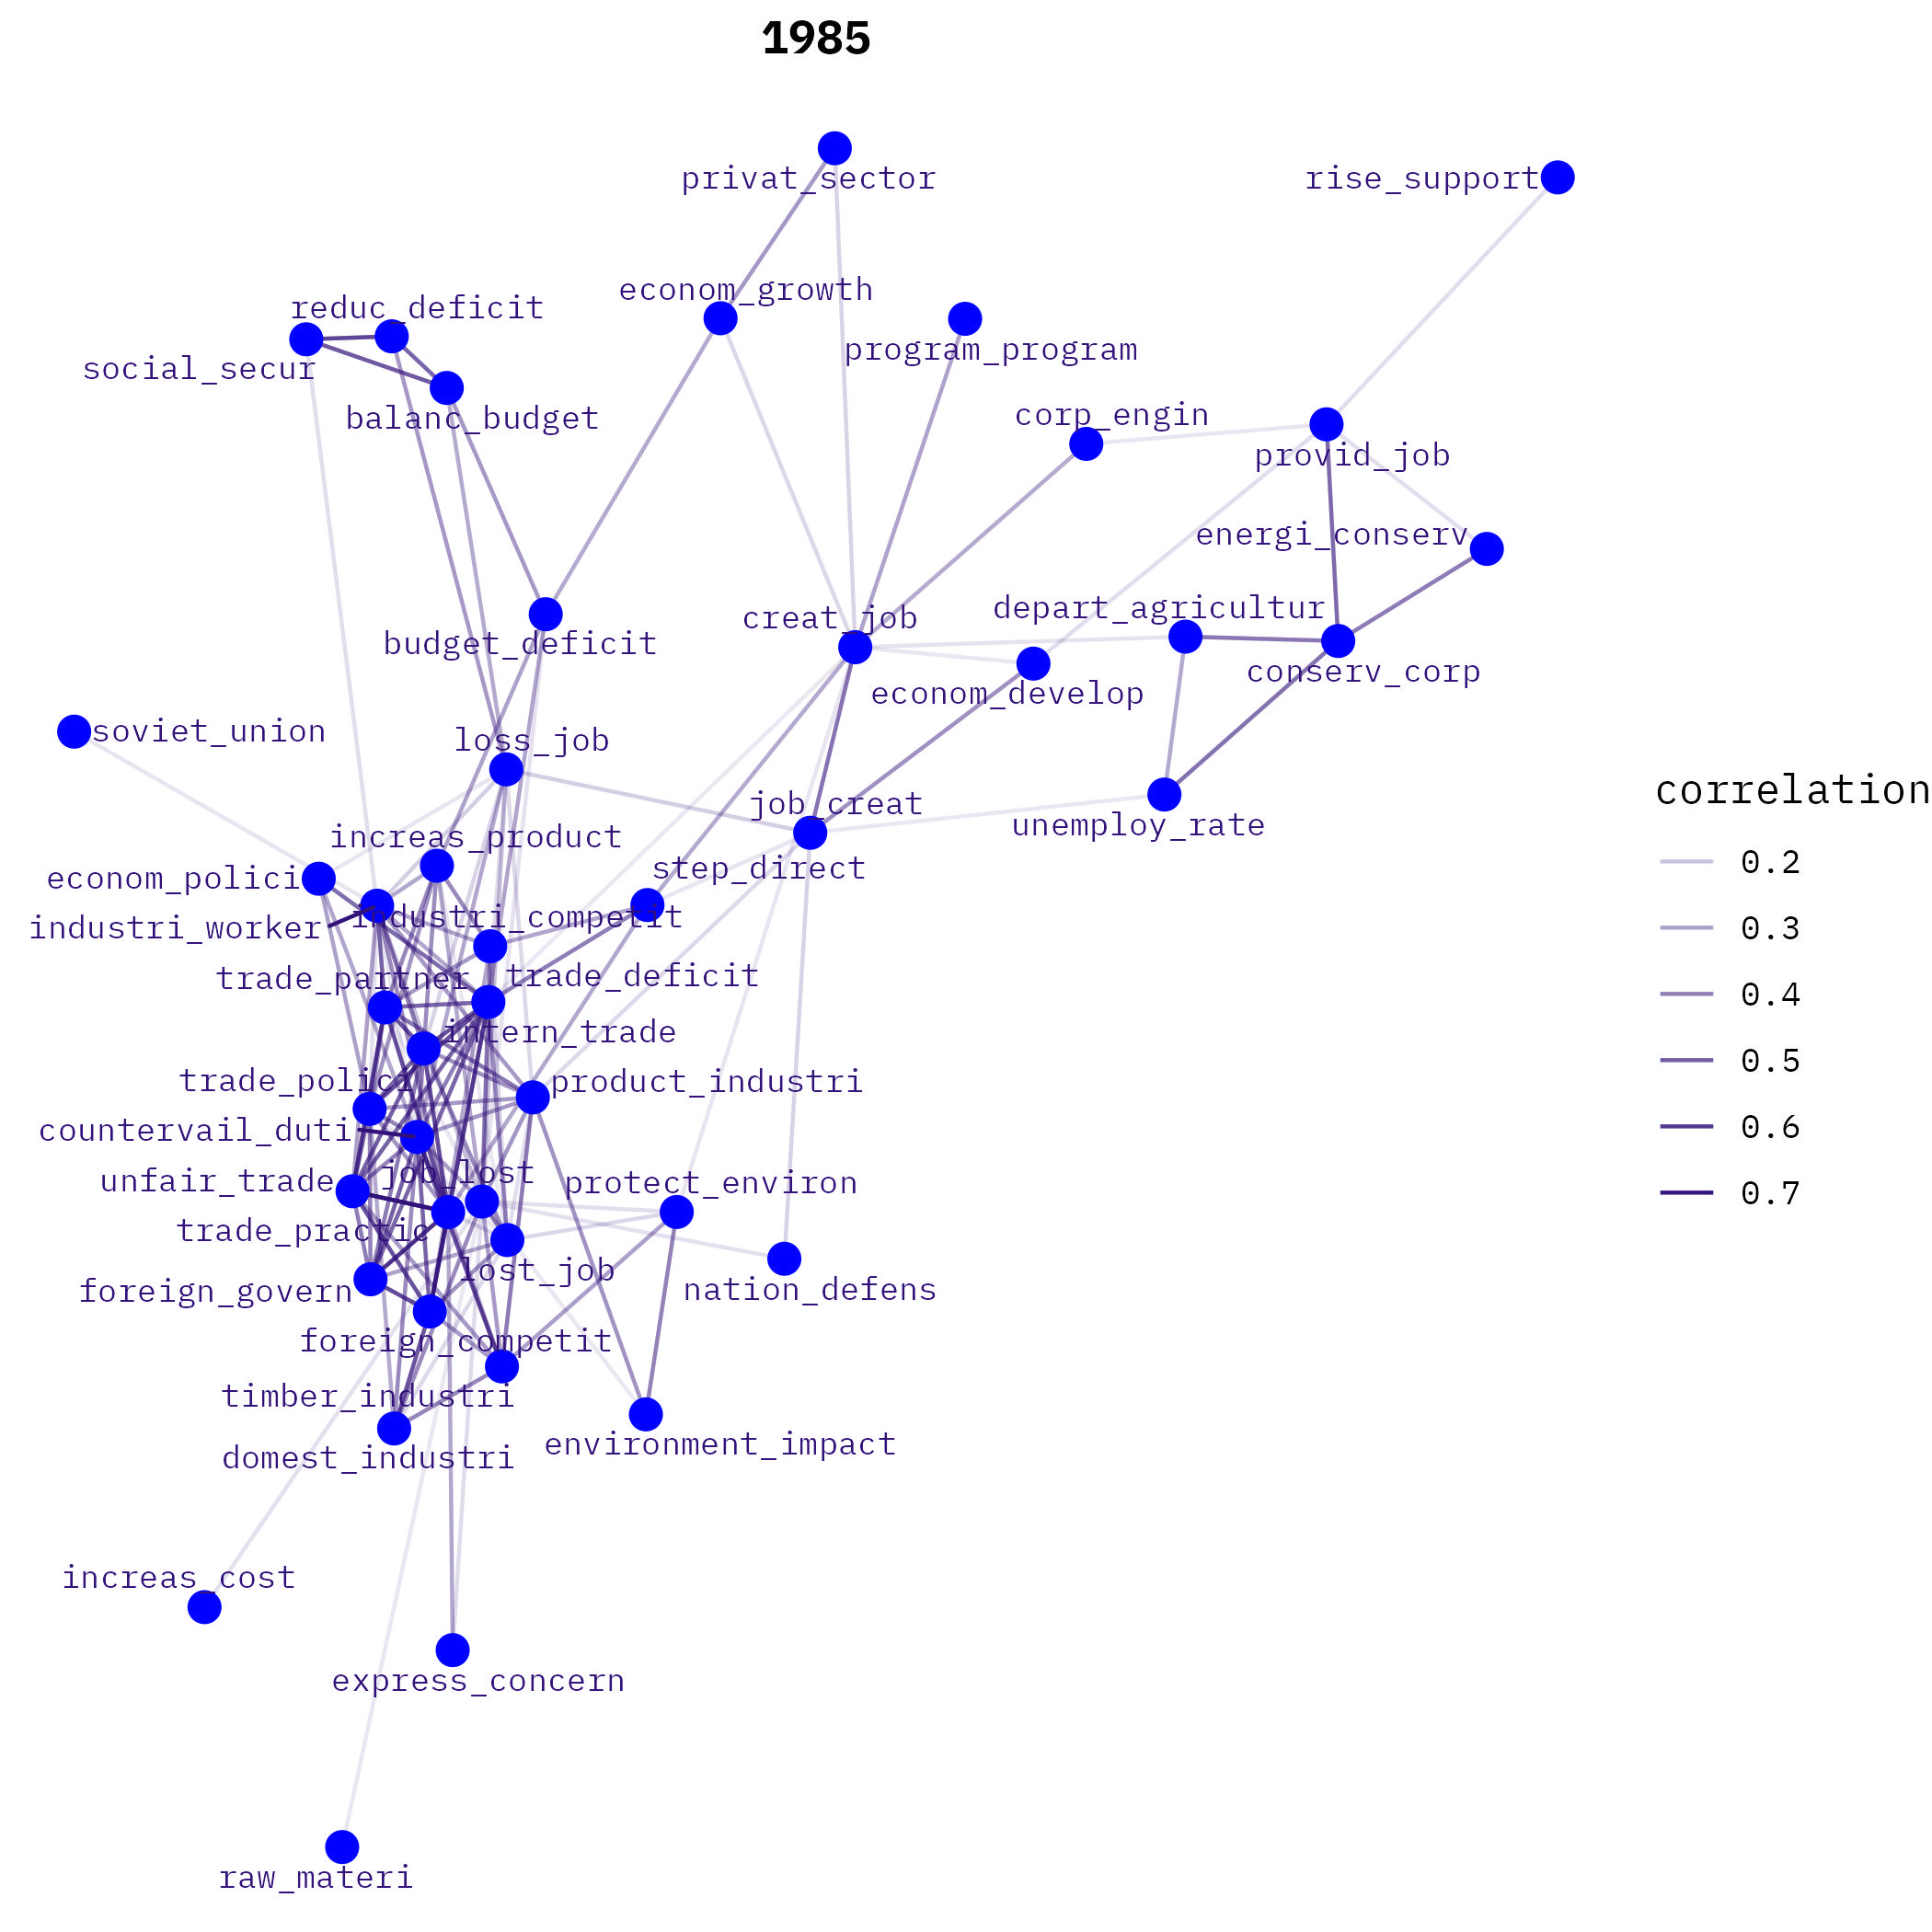 1985
privat_sector
rise_support
econom_growth
reduc_deficit
program_program
social_secur
balanc_budget
corp_engin
provid_job
energi_conserv
depart_agricultur
creat_job
budget_deficit
conserv_corp
econom_develop
soviet_union
loss_job
correlation
job_creat
unemploy_rate
increas_product
0.2
step_direct
econom_polici
industri_competit
industri_worker
0.3
trade_partner
trade_deficit
0.4
intern_trade
0.5
trade_polici
product_industri
countervail_duti
0.6
job_lost
unfair_trade
protect_environ
0.7
trade_practic
lost_job
foreign_govern
nation_defens
foreign_competit
timber_industri
environment_impact
domest_industri
increas_cost
express_concern
raw_materi